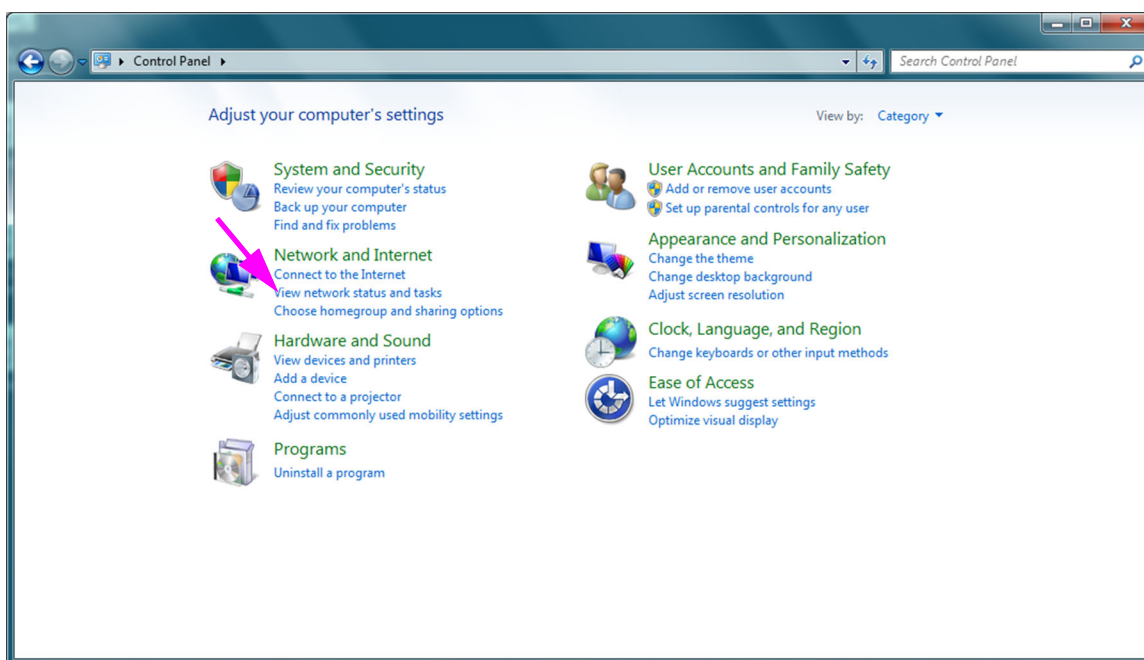 Control Panel
Search Control Panel
Adjust your computer's settings
View by: Category
System and Security
Review your computer's status
Back up your computer
Find and fix problems
Network and Internet
Connect to the Internet
View network status and tasks
Choose homegroup and sharing options
Hardware and Sound
View devices and printers
Add a device
Connect to a projector
Adjust commonly used mobility settings
Programs
Uninstall a program
User Accounts and Family Safety
Add or remove user accounts
Set up parental controls for any user
Appearance and Personalization
Change the theme
Change desktop background
Adjust screen resolution
Clock, Language, and Region
Change keyboards or other input methods
Ease of Access
Let Windows suggest settings
Optimize visual display